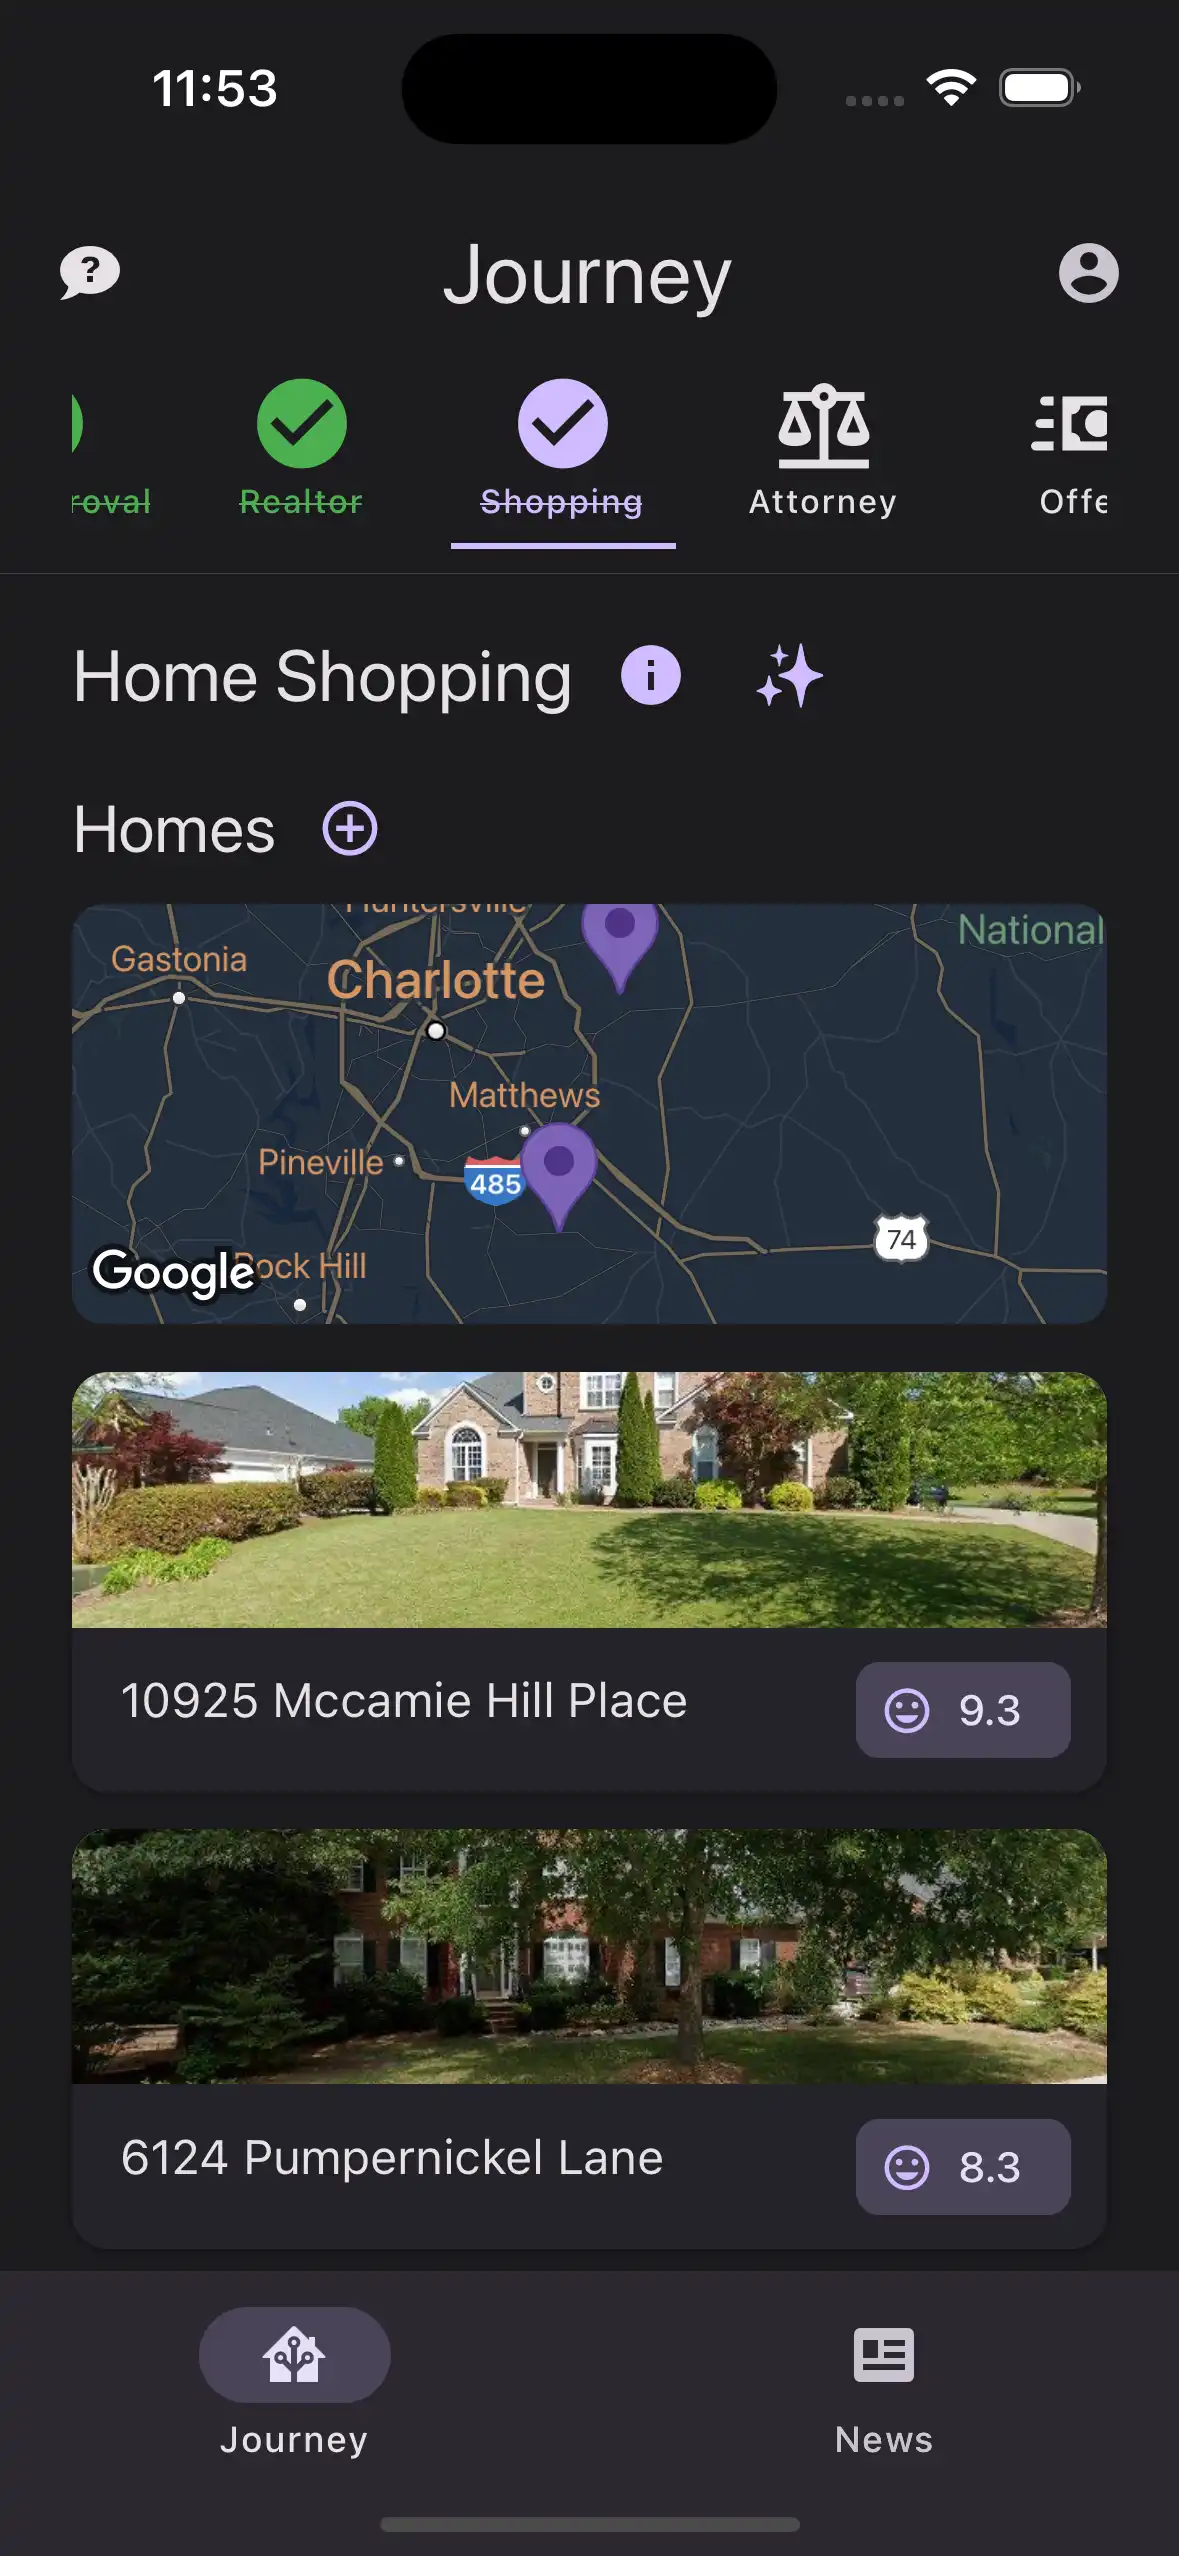 11:53
?
Journey
roval
Realtor
Shopping
Attorney
Offe
Home Shopping
i
Homes
Huntersville
National
Gastonia
Charlotte
Matthews
Pineville
485
74
Rock Hill
Google
10925 Mccamie Hill Place
9.3
6124 Pumpernickel Lane
8.3
Journey
News